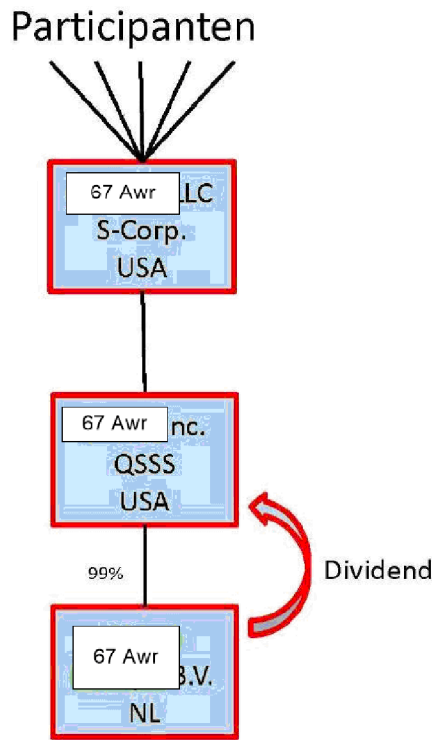 Participanten
67 Awr LLC
S-Corp.
USA
67 Awr nc.
QSSS
USA
99%
Dividend
67 Awr B.V.
NL